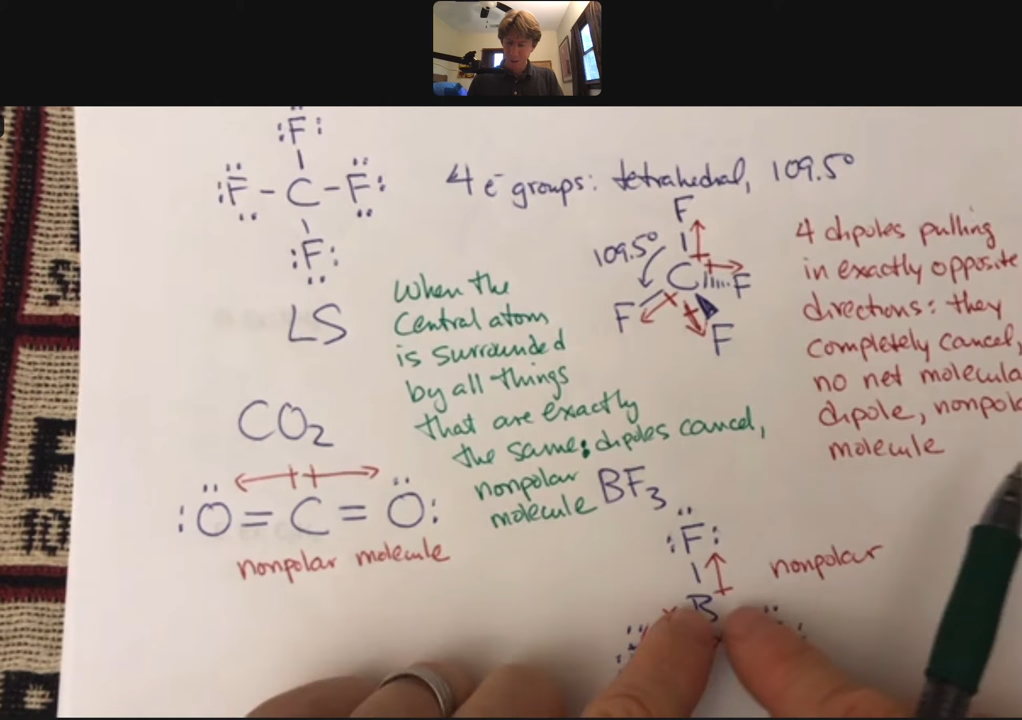 :F:
:F - C - F:
:F:
LS
4 e⁻ groups: tetrahedral, 109.5°
F
109.5°
C
F
F
F
4 dipoles pulling
in exactly opposite
directions: they
completely cancel,
no net molecula
dipole, nonpola
molecule
When the
Central atom
is surrounded
by all things
that are exactly
the same: dipoles cancel,
nonpolar
molecule
CO₂
:O = C = O:
nonpolar molecule
BF₃
:F:
B
nonpolar